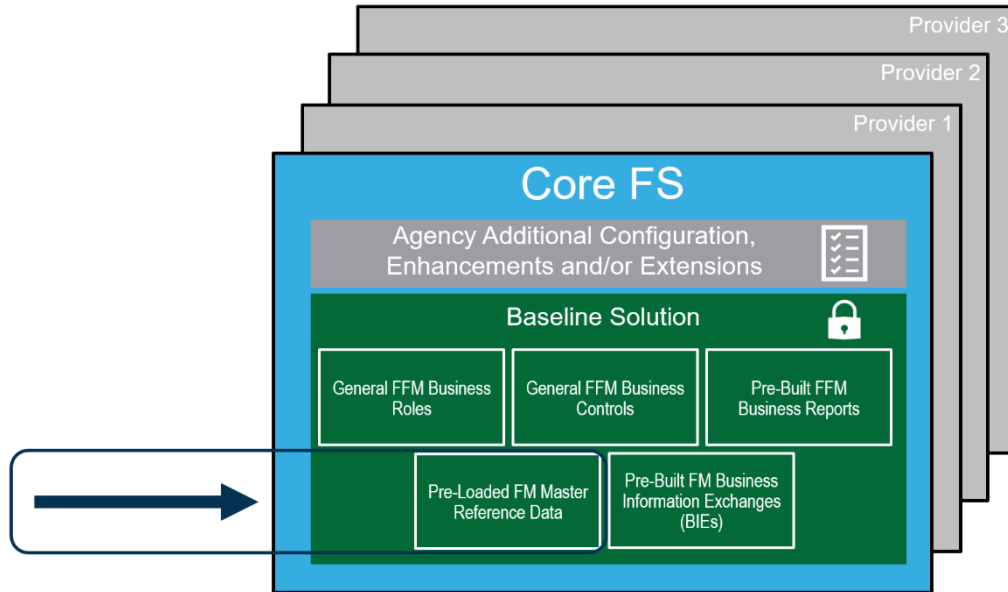 Provider 3
Provider 2
Provider 1
Core FS
Agency Additional Configuration,
Enhancements and/or Extensions
Baseline Solution
General FFM Business
Roles
General FFM Business
Controls
Pre-Built FFM
Business Reports
Pre-Loaded FM Master
Reference Data
Pre-Built FM Business
Information Exchanges
(BIEs)